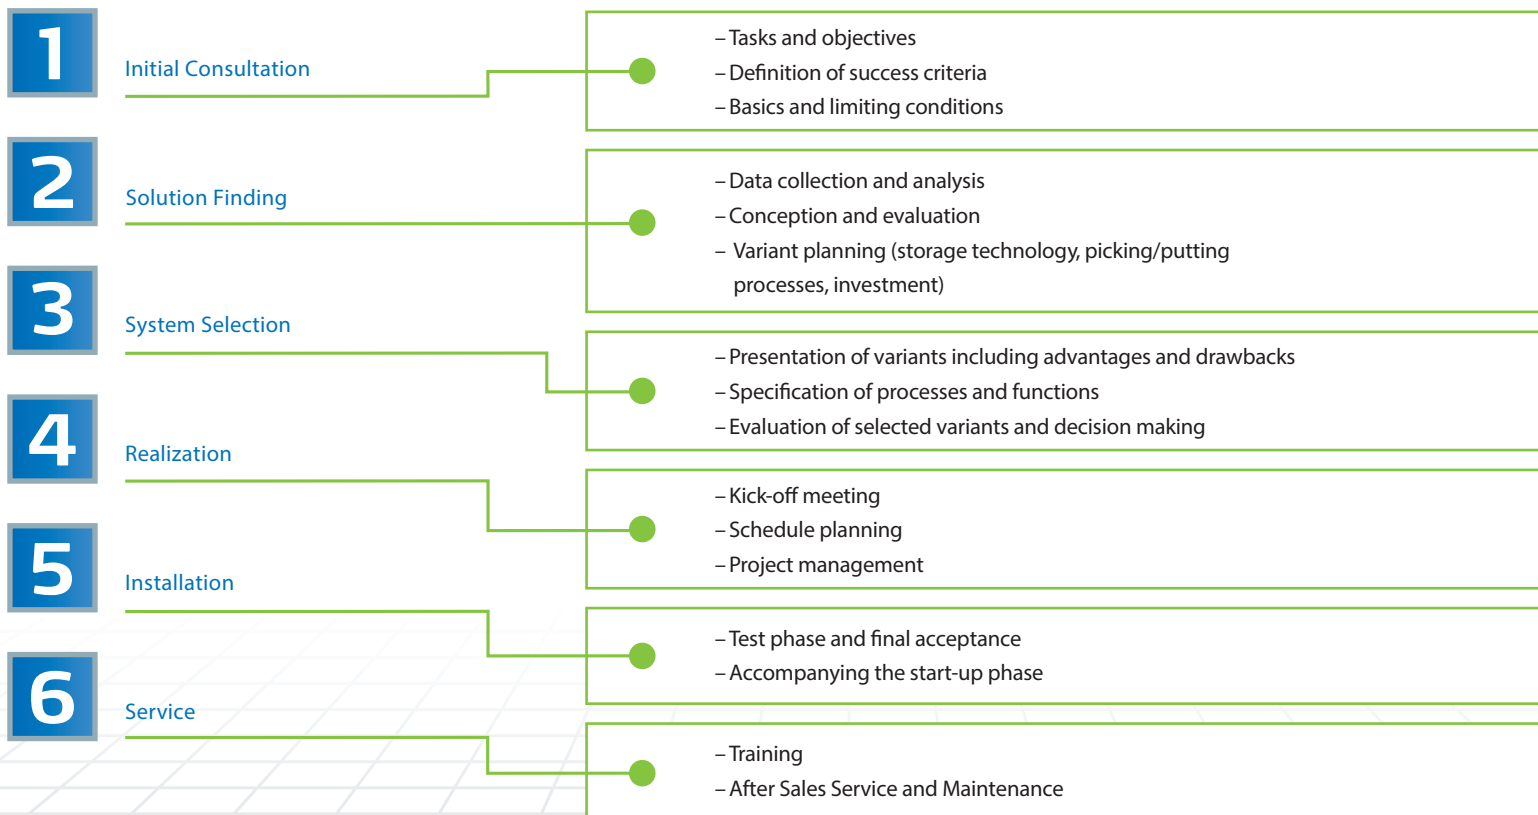 1
Initial Consultation
– Tasks and objectives
– Definition of success criteria
– Basics and limiting conditions
2
Solution Finding
– Data collection and analysis
– Conception and evaluation
– Variant planning (storage technology, picking/putting
processes, investment)
3
System Selection
– Presentation of variants including advantages and drawbacks
– Specification of processes and functions
– Evaluation of selected variants and decision making
4
Realization
– Kick-off meeting
– Schedule planning
– Project management
5
Installation
– Test phase and final acceptance
– Accompanying the start-up phase
6
Service
– Training
– After Sales Service and Maintenance